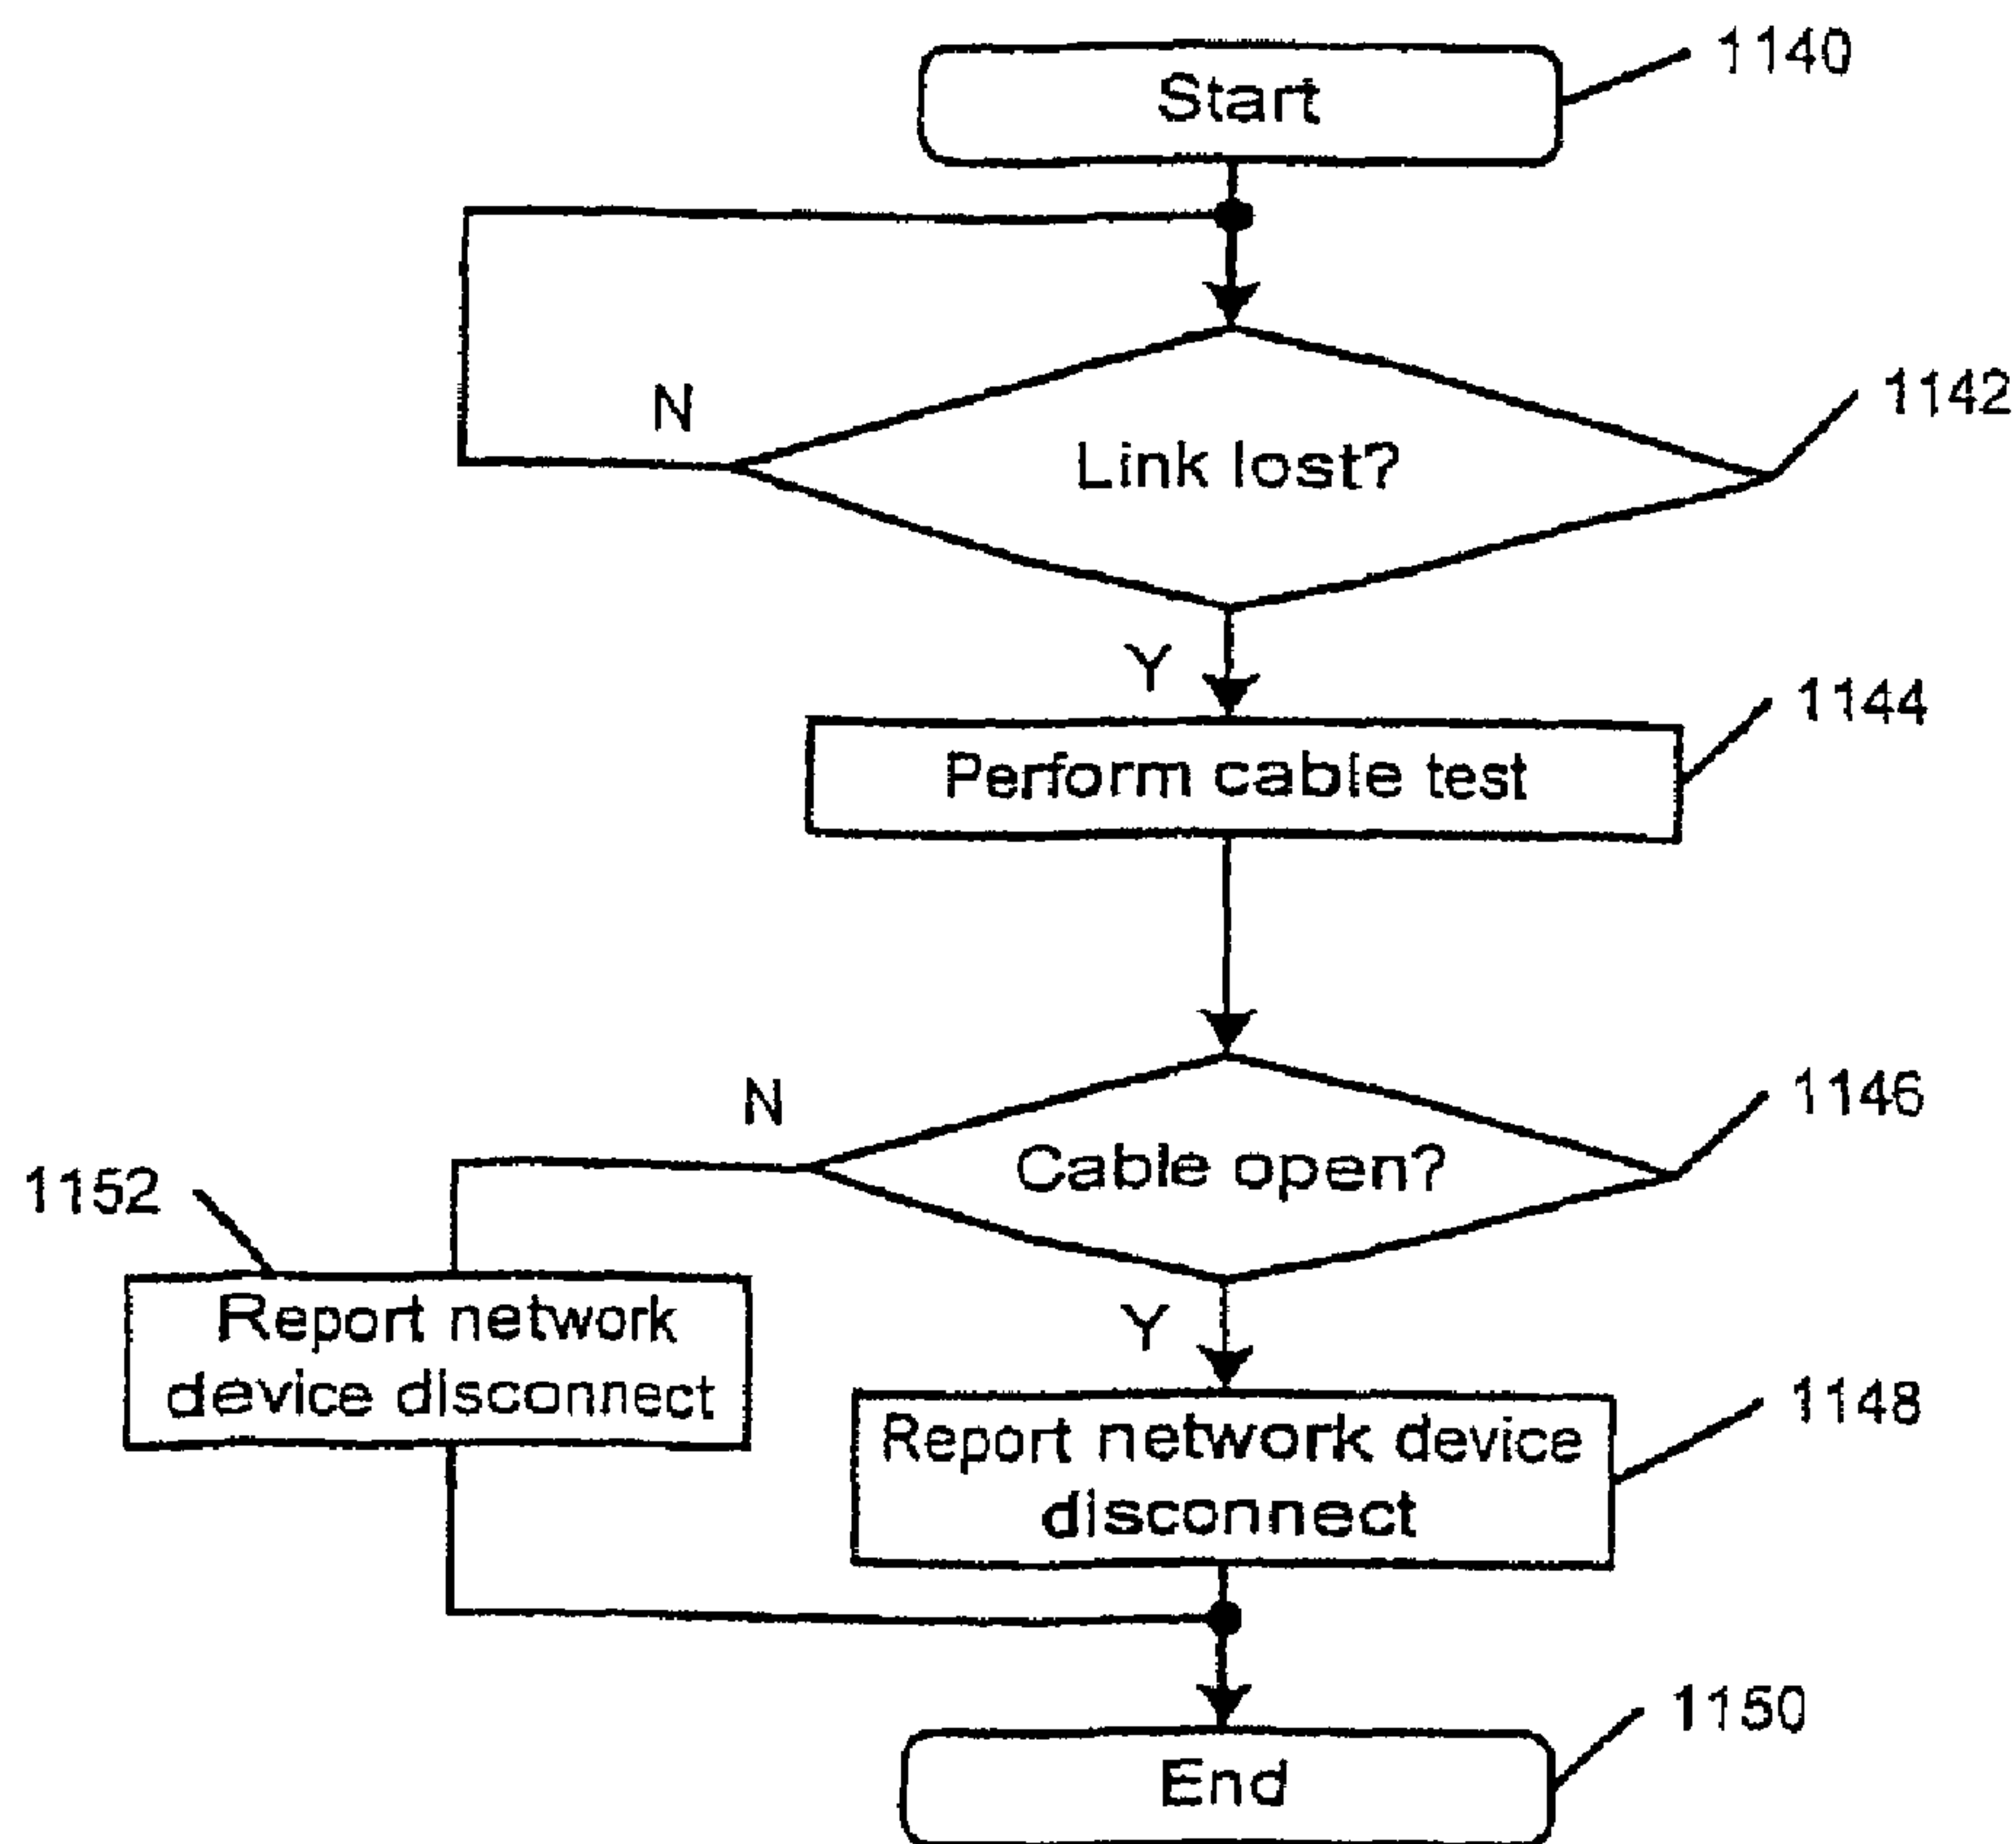 1140
Start
1142
N
Link lost?
Y
1144
Perform cable test
1146
N
Cable open?
1152
Y
Report network
device disconnect
1148
Report network device
disconnect
1150
End